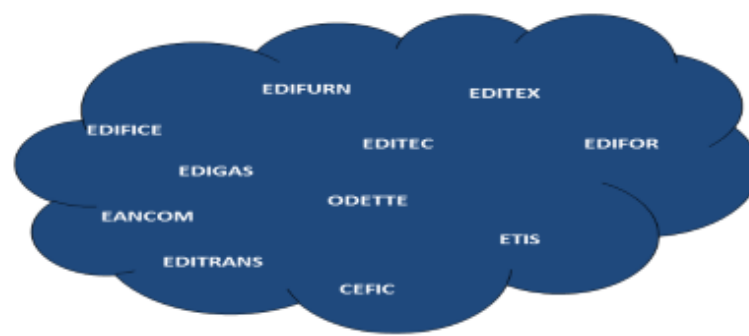 EDIFURN
EDITEX
EDIFICE
EDITEC
EDIFOR
EDIGAS
ODETTE
EANCOM
ETIS
EDITRANS
CEFIC